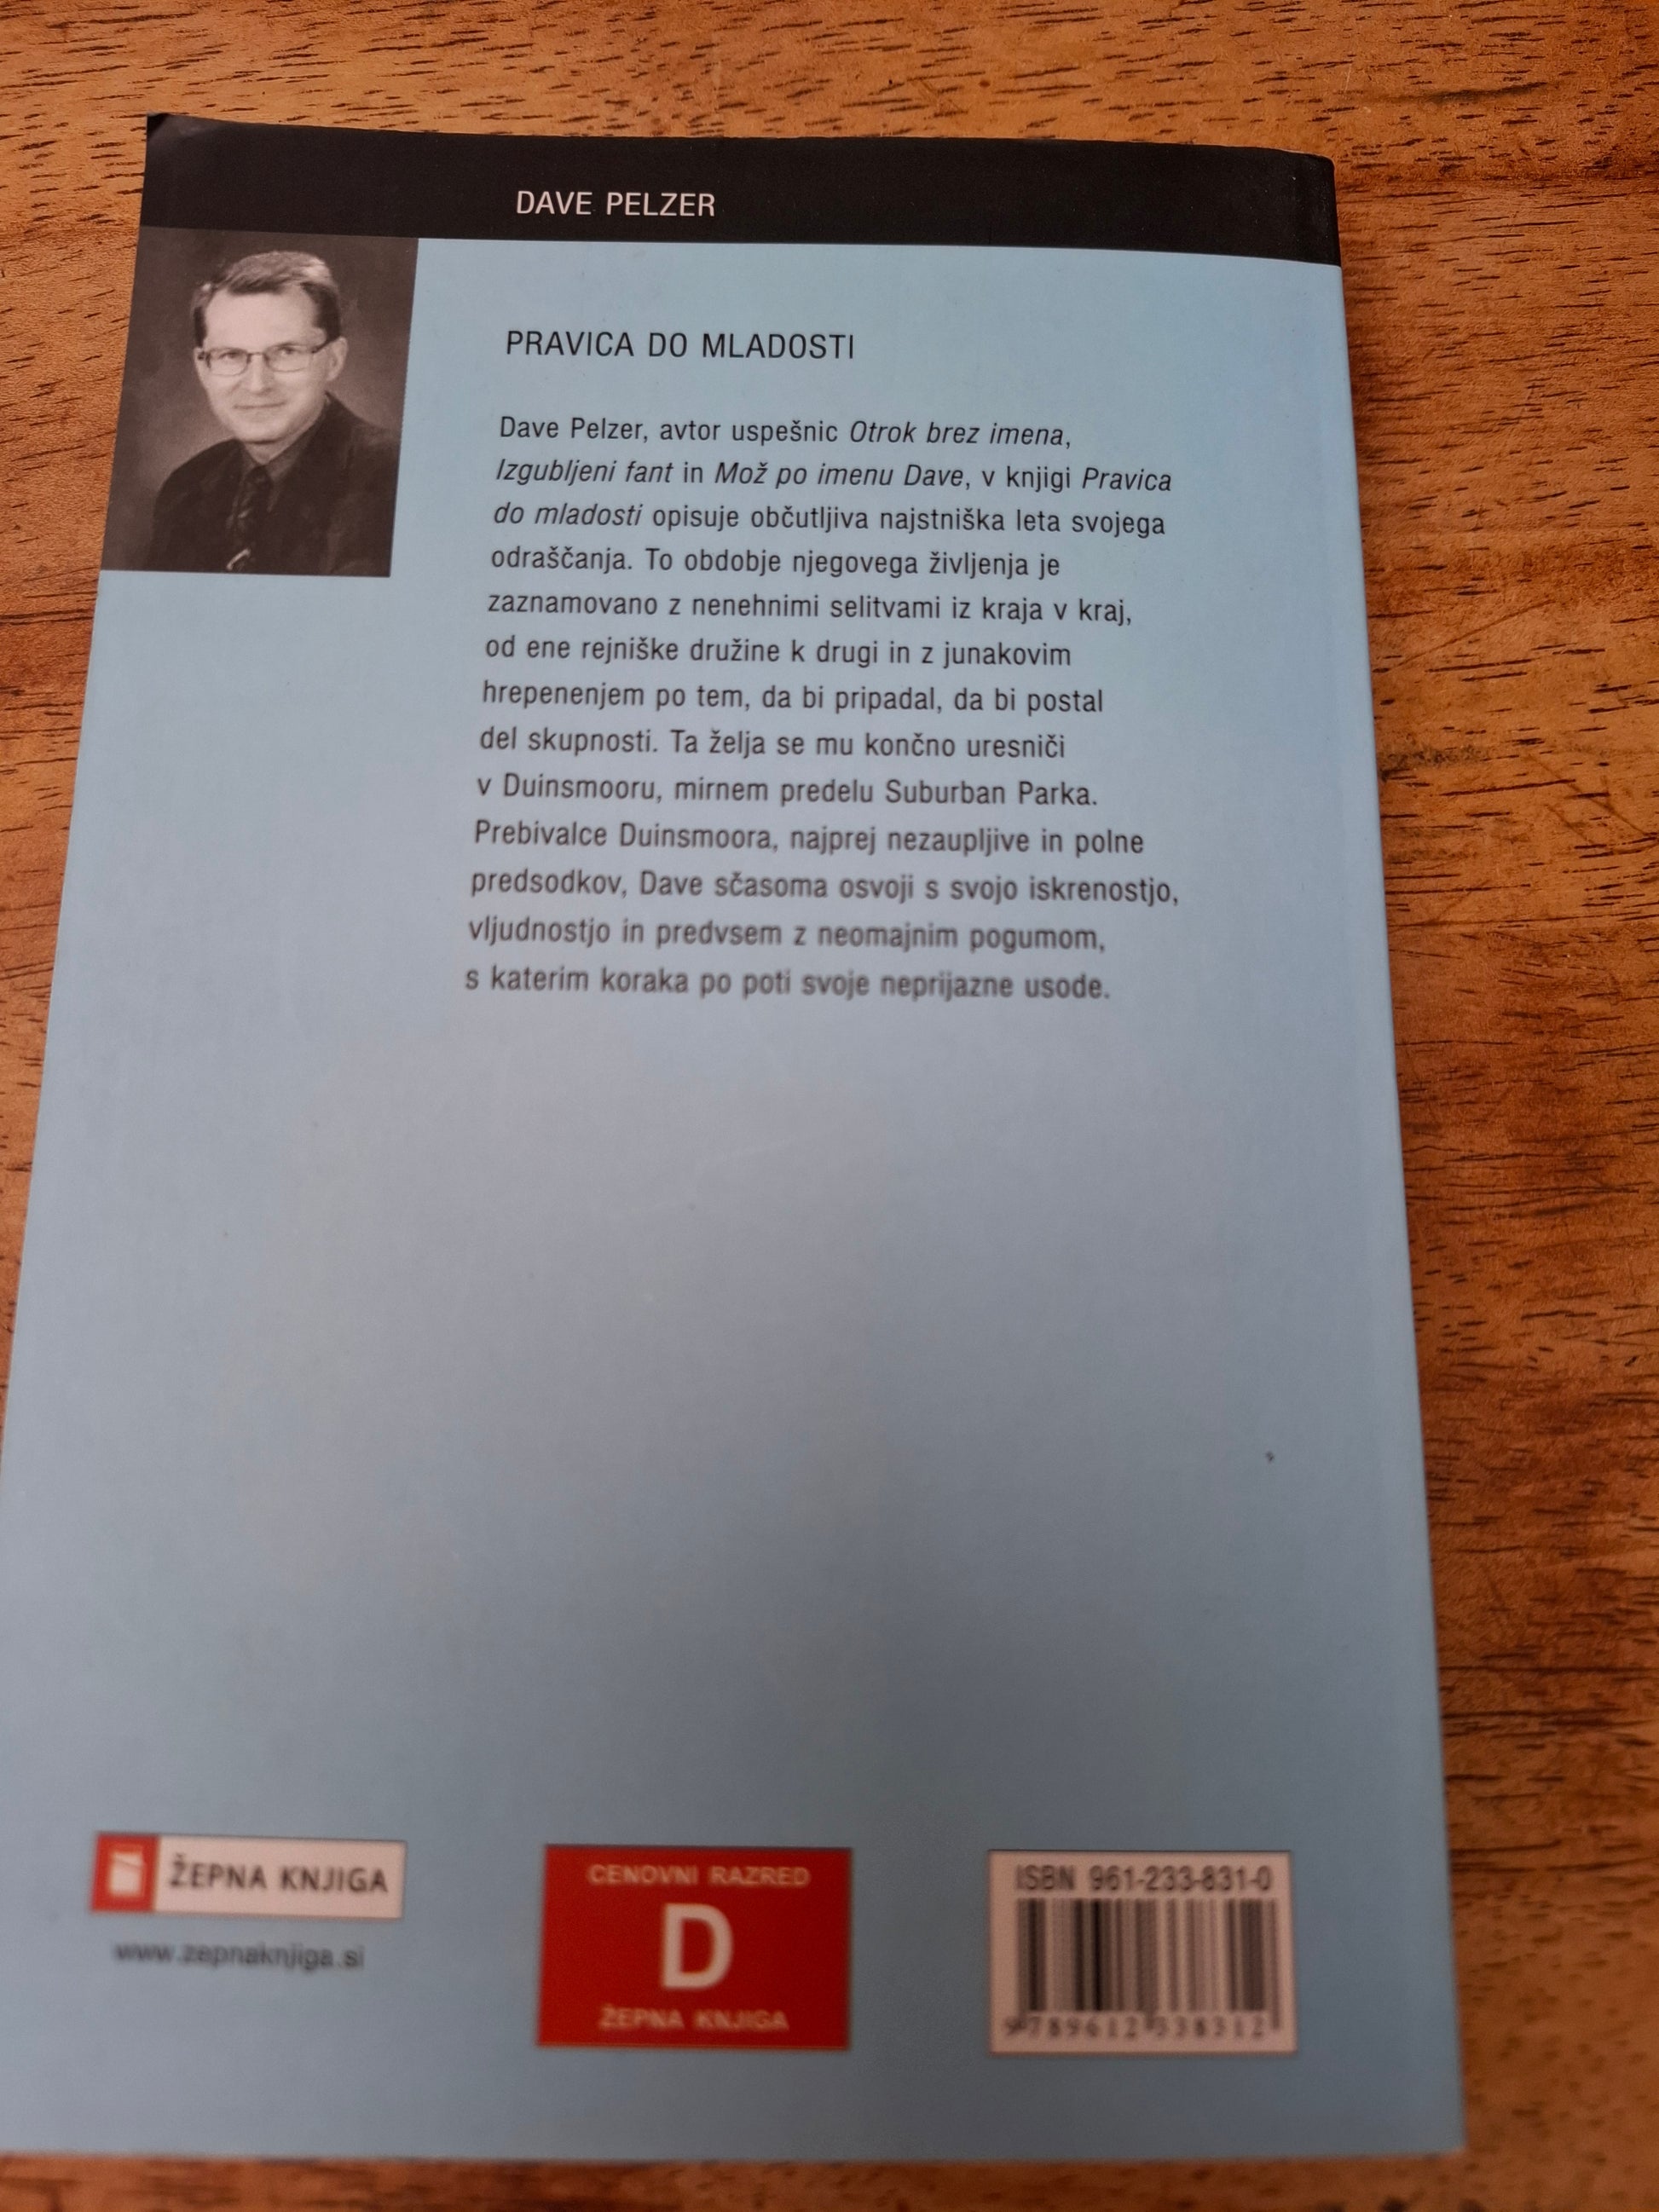 DAVE PELZER
PRAVICA DO MLADOSTI
Dave Pelzer, avtor uspešnic Otrok brez imena,
Izgubljeni fant in Mož po imenu Dave, v knjigi Pravica
do mladosti opisuje občutljiva najstniška leta svojega
odraščanja. To obdobje njegovega življenja je
zaznamovano z nenehnimi selitvami iz kraja v kraj,
od ene rejniške družine k drugi in z junakovim
hrepenenjem po tem, da bi pripadal, da bi postal
del skupnosti. Ta želja se mu končno uresniči
v Duinsmooru, mirnem predelu Suburban Parka.
Prebivalce Duinsmoora, najprej nezaupljive in polne
predsodkov, Dave sčasoma osvoji s svojo iskrenostjo,
vljudnostjo in predvsem z neomajnim pogumom,
s katerim koraka po poti svoje neprijazne usode.
ŽEPNA KNJIGA
www.zepnaknjiga.si
CENOVNI RAZRED
D
ŽEPNA KNJIGA
ISBN 961-233-831-0
9 789612 338312